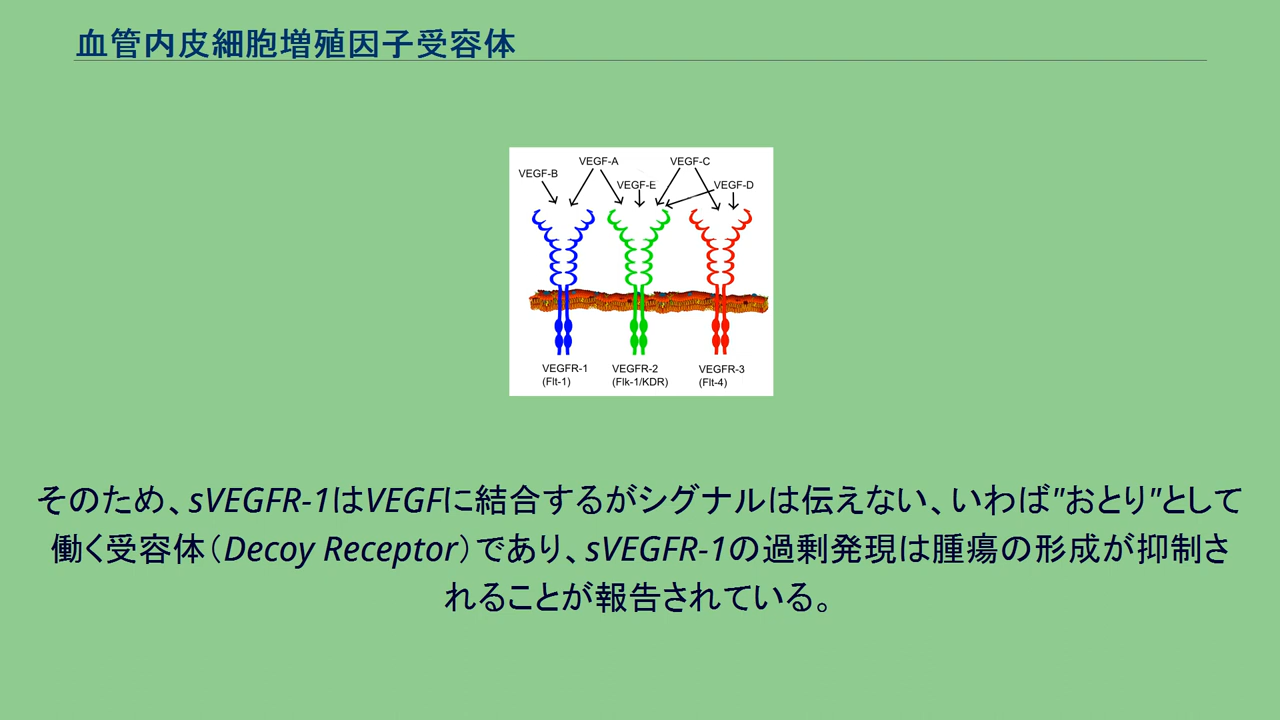 血管内皮細胞増殖因子受容体
VEGF-A
VEGF-C
VEGF-B
VEGF-E
VEGF-D
VEGFR-1
(Flt-1)
VEGFR-2
(Flk-1/KDR)
VEGFR-3
(Flt-4)
そのため、sVEGFR-1はVEGFに結合するがシグナルは伝えない、いわば"おとり"として
働く受容体（Decoy Receptor）であり、sVEGFR-1の過剰発現は腫瘍の形成が抑制さ
れることが報告されている。